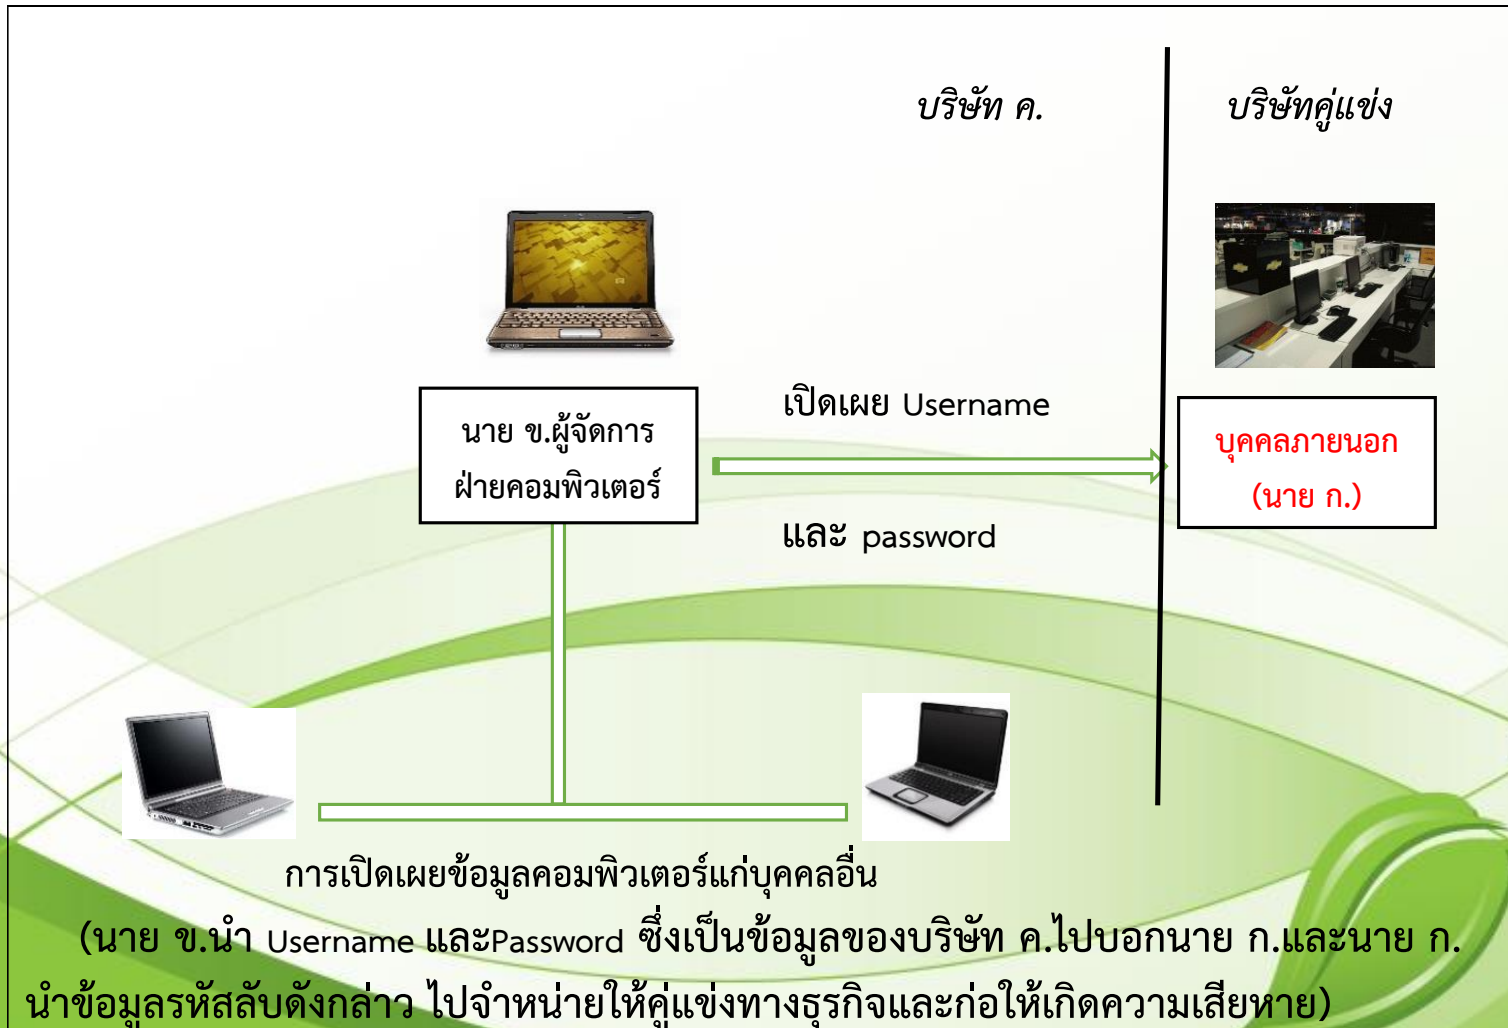 บริษัท ค.
บริษัทคู่แข่ง
นาย ข.ผู้จัดการ
ฝ่ายคอมพิวเตอร์
เปิดเผย Username
และ password
บุคคลภายนอก
(นาย ก.)
การเปิดเผยข้อมูลคอมพิวเตอร์แก่บุคคลอื่น
(นาย ข.นำ Username และPassword ซึ่งเป็นข้อมูลของบริษัท ค.ไปบอกนาย ก.และนาย ก.
นำข้อมูลรหัสลับดังกล่าว ไปจำหน่ายให้คู่แข่งทางธุรกิจและก่อให้เกิดความเสียหาย)